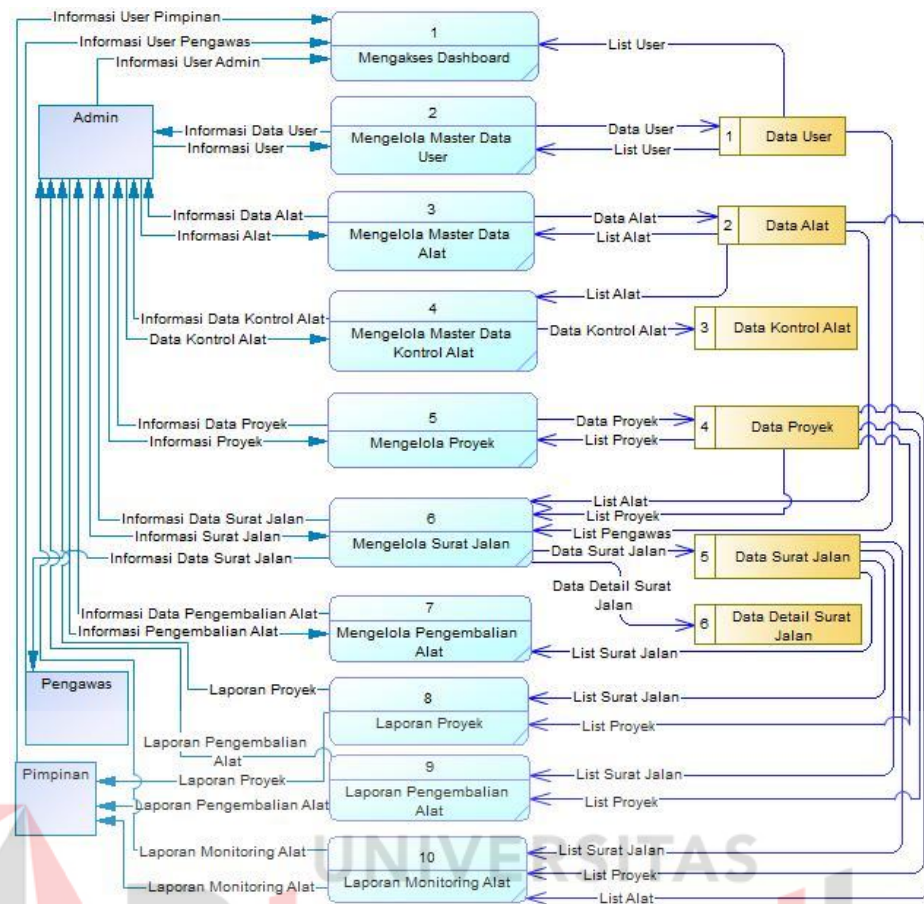 Informasi User Pimpinan
Informasi User Pengawas
Informasi User Admin
1
Mengakses Dashboard
List User
Admin
Informasi Data User
Informasi User
2
Mengelola Master Data
User
Data User
List User
1
Data User
Informasi Data Alat
Informasi Alat
3
Mengelola Master Data
Alat
Data Alat
List Alat
2
Data Alat
List Alat
Informasi Data Kontrol Alat
Data Kontrol Alat
4
Mengelola Master Data
Kontrol Alat
Data Kontrol Alat
3
Data Kontrol Alat
Informasi Data Proyek
Informasi Proyek
5
Mengelola Proyek
Data Proyek
List Proyek
4
Data Proyek
Informasi Data Surat Jalan
Informasi Surat Jalan
Informasi Data Surat Jalan
6
Mengelola Surat Jalan
List Alat
List Proyek
List Pengawas
Data Surat Jalan
5
Data Surat Jalan
Data Detail Surat
Jalan
6
Data Detail Surat
Jalan
Informasi Data Pengembalian Alat
Informasi Pengembalian Alat
7
Mengelola Pengembalian
Alat
List Surat Jalan
Pengawas
Laporan Proyek
8
Laporan Proyek
List Surat Jalan
List Proyek
Pimpinan
Laporan Pengembalian
Alat
Laporan Proyek
Laporan Pengembalian Alat
9
Laporan Pengembalian
Alat
List Surat Jalan
List Proyek
Laporan Monitoring Alat
Laporan Monitoring Alat
10
Laporan Monitoring Alat
List Surat Jalan
List Proyek
List Alat
UNIVERSITAS